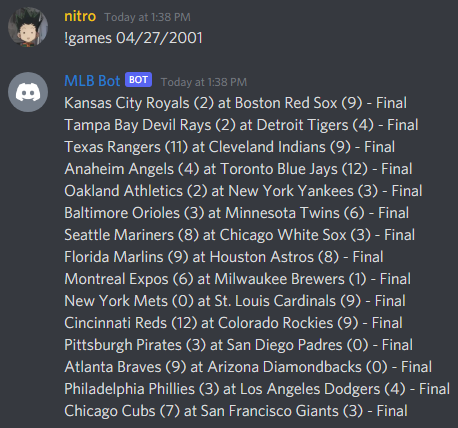 nitro Today at 1:38 PM
!games 04/27/2001
MLB Bot BOT Today at 1:38 PM
Kansas City Royals (2) at Boston Red Sox (9) - Final
Tampa Bay Devil Rays (2) at Detroit Tigers (4) - Final
Texas Rangers (11) at Cleveland Indians (9) - Final
Anaheim Angels (4) at Toronto Blue Jays (12) - Final
Oakland Athletics (2) at New York Yankees (3) - Final
Baltimore Orioles (3) at Minnesota Twins (6) - Final
Seattle Mariners (8) at Chicago White Sox (3) - Final
Florida Marlins (9) at Houston Astros (8) - Final
Montreal Expos (6) at Milwaukee Brewers (1) - Final
New York Mets (0) at St. Louis Cardinals (9) - Final
Cincinnati Reds (12) at Colorado Rockies (9) - Final
Pittsburgh Pirates (3) at San Diego Padres (0) - Final
Atlanta Braves (9) at Arizona Diamondbacks (0) - Final
Philadelphia Phillies (3) at Los Angeles Dodgers (4) - Final
Chicago Cubs (7) at San Francisco Giants (3) - Final